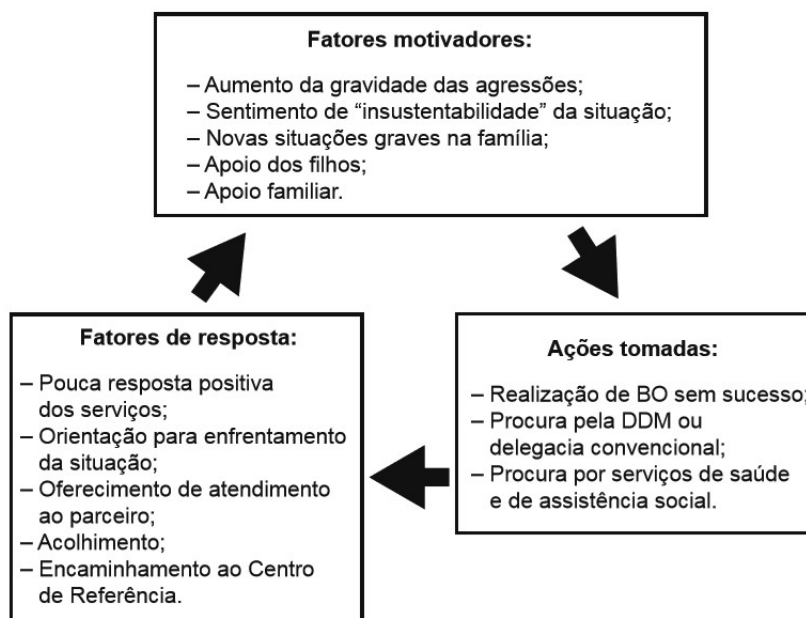 Fatores motivadores:
– Aumento da gravidade das agressões;
– Sentimento de “insustentabilidade” da situação;
– Novas situações graves na família;
– Apoio dos filhos;
– Apoio familiar.
Ações tomadas:
– Realização de BO sem sucesso;
– Procura pela DDM ou
delegacia convencional;
– Procura por serviços de saúde
e de assistência social.
Fatores de resposta:
– Pouca resposta positiva
dos serviços;
– Orientação para enfrentamento
da situação;
– Oferecimento de atendimento
ao parceiro;
– Acolhimento;
– Encaminhamento ao Centro
de Referência.